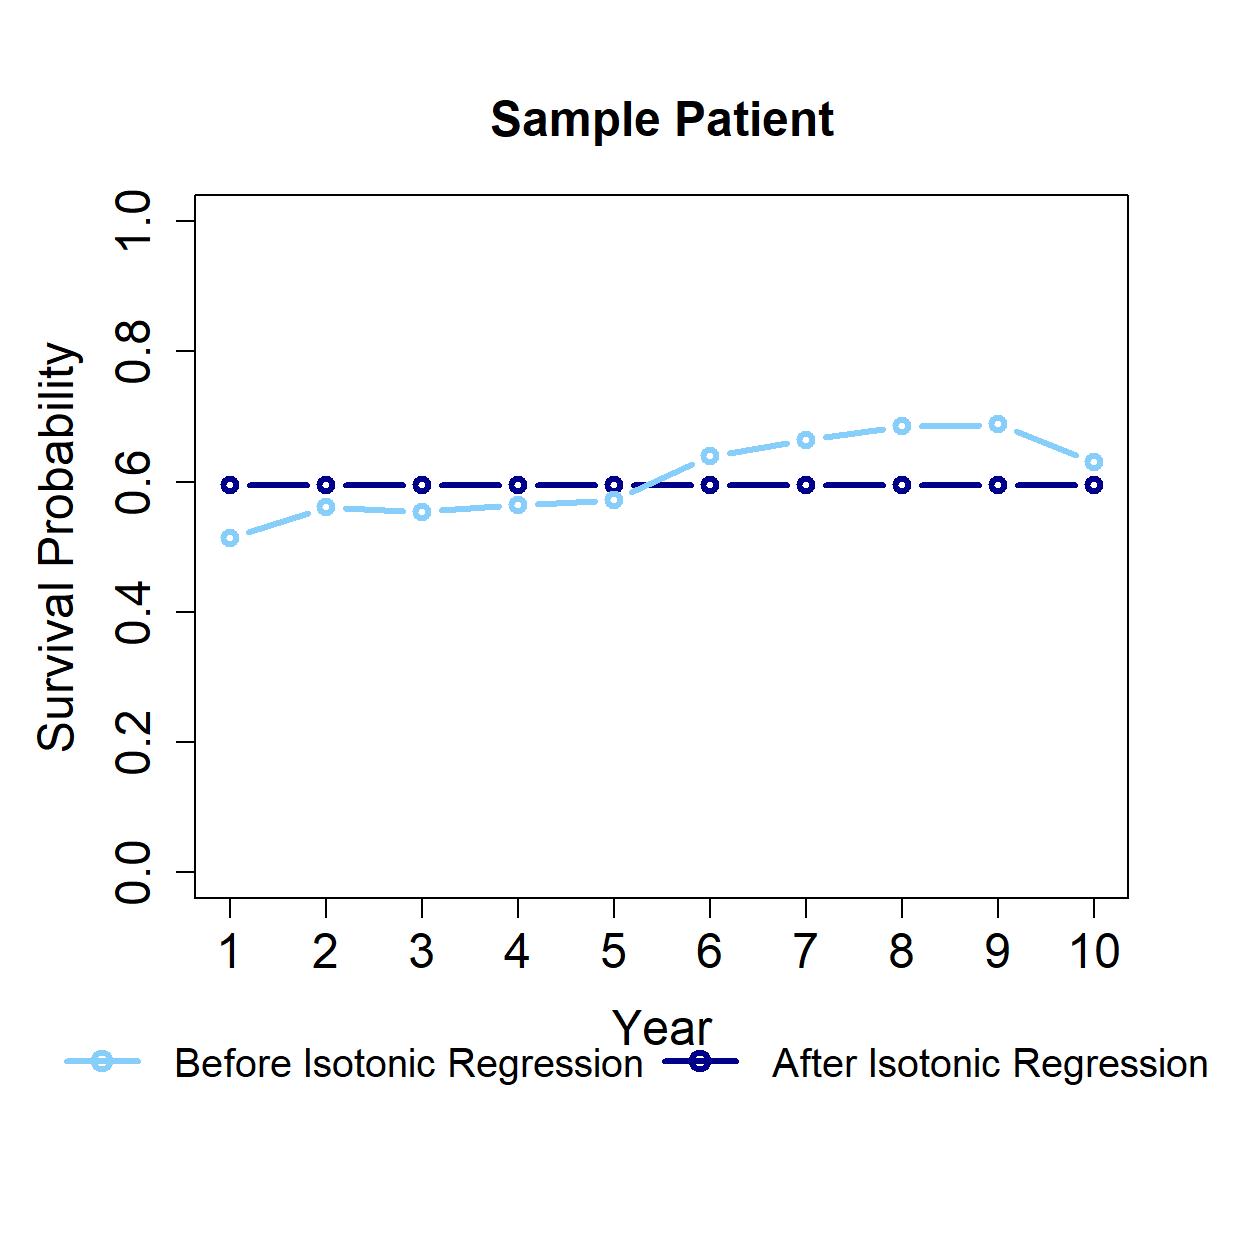 Sample Patient
Survival Probability
1.0
0.8
0.6
0.4
0.2
0.0
1 2 3 4 5 6 7 8 9 10
Year
Before Isotonic Regression After Isotonic Regression